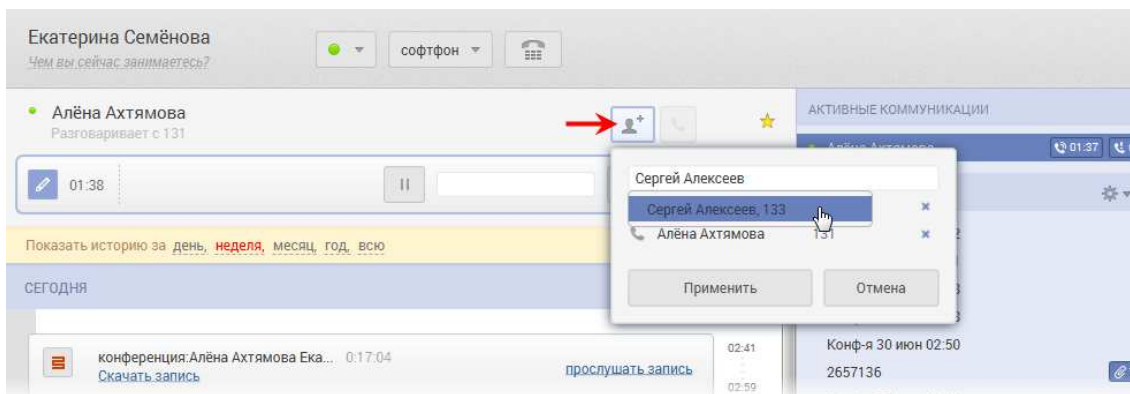 Екатерина Семёнова
Чем вы сейчас занимаетесь?
софтфон
Алёна Ахтямова
Разговаривает с 131
01:38
Показать историю за день, неделя, месяц, год, всю
СЕГОДНЯ
конференция:Алёна Ахтямова Ека... 0:17:04
Скачать запись
прослушать запись
02:41
02:59
Сергей Алексеев
Сергей Алексеев, 133
Алёна Ахтямова 131
Применить
Отмена
АКТИВНЫЕ КОММУНИКАЦИИ
01:37
Конф-я 30 июн 02:50
2657136